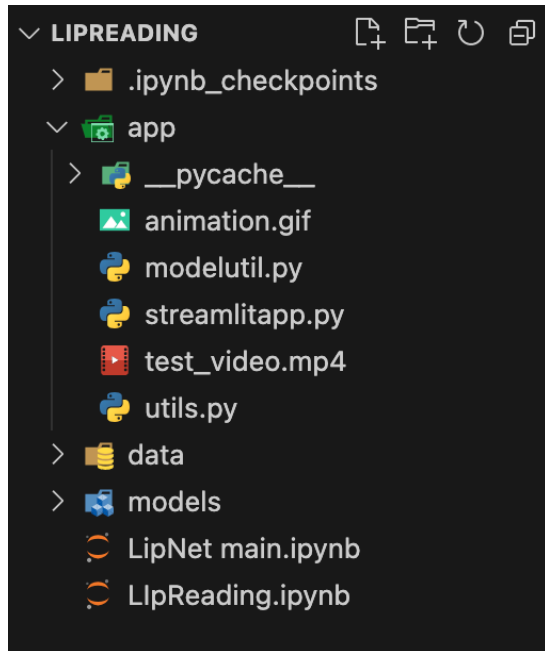 LIPREADING
.ipynb_checkpoints
app
__pycache__
animation.gif
modelutil.py
streamlitapp.py
test_video.mp4
utils.py
data
models
LipNet main.ipynb
LIpReading.ipynb